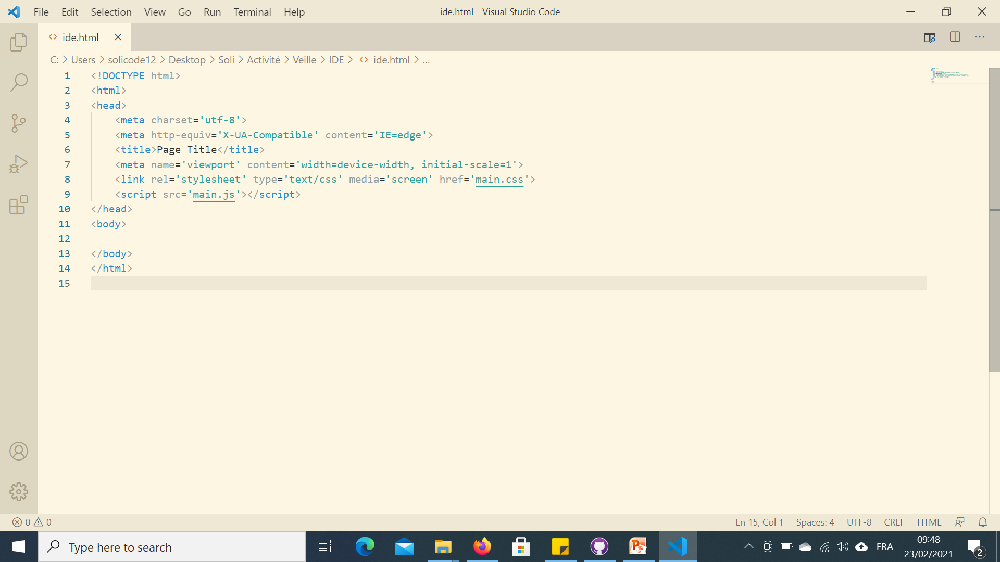 File Edit Selection View Go Run Terminal Help ide.html - Visual Studio Code
ide.html
C: > Users > solicode12 > Desktop > Soli > Activité > Veille > IDE > <> ide.html > ...
1 <!DOCTYPE html>
2 <html>
3 <head>
4     <meta charset='utf-8'>
5     <meta http-equiv='X-UA-Compatible' content='IE=edge'>
6     <title>Page Title</title>
7     <meta name='viewport' content='width=device-width, initial-scale=1'>
8     <link rel='stylesheet' type='text/css' media='screen' href='main.css'>
9     <script src='main.js'></script>
10 </head>
11 <body>
12
13 </body>
14 </html>
15
0 0 Ln 15, Col 1 Spaces: 4 UTF-8 CRLF HTML
Type here to search FRA 09:48
23/02/2021 2